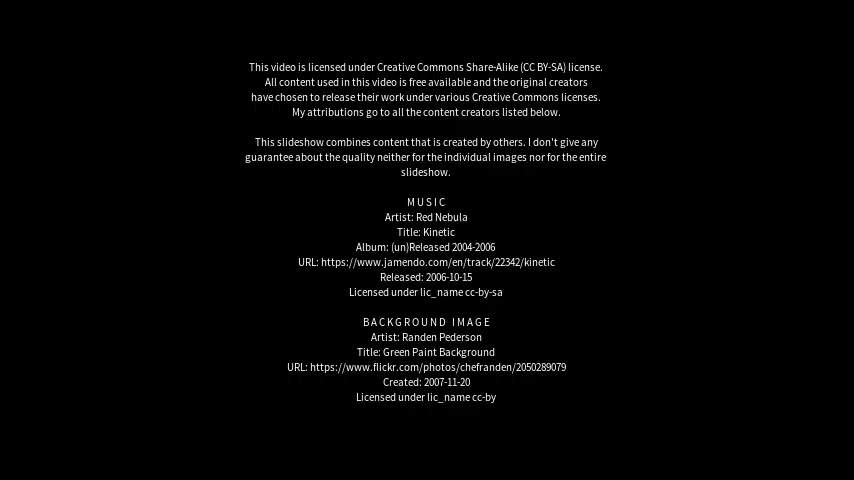 This video is licensed under Creative Commons Share-Alike (CC BY-SA) license.
All content used in this video is free available and the original creators
have chosen to release their work under various Creative Commons licenses.
My attributions go to all the content creators listed below.
This slideshow combines content that is created by others. I don't give any
guarantee about the quality neither for the individual images nor for the entire
slideshow.
MUSIC
Artist: Red Nebula
Title: Kinetic
Album: (un)Released 2004-2006
URL: https://www.jamendo.com/en/track/22342/kinetic
Released: 2006-10-15
Licensed under lic_name cc-by-sa
BACKGROUND IMAGE
Artist: Randen Pederson
Title: Green Paint Background
URL: https://www.flickr.com/photos/chefranden/2050289079
Created: 2007-11-20
Licensed under lic_name cc-by